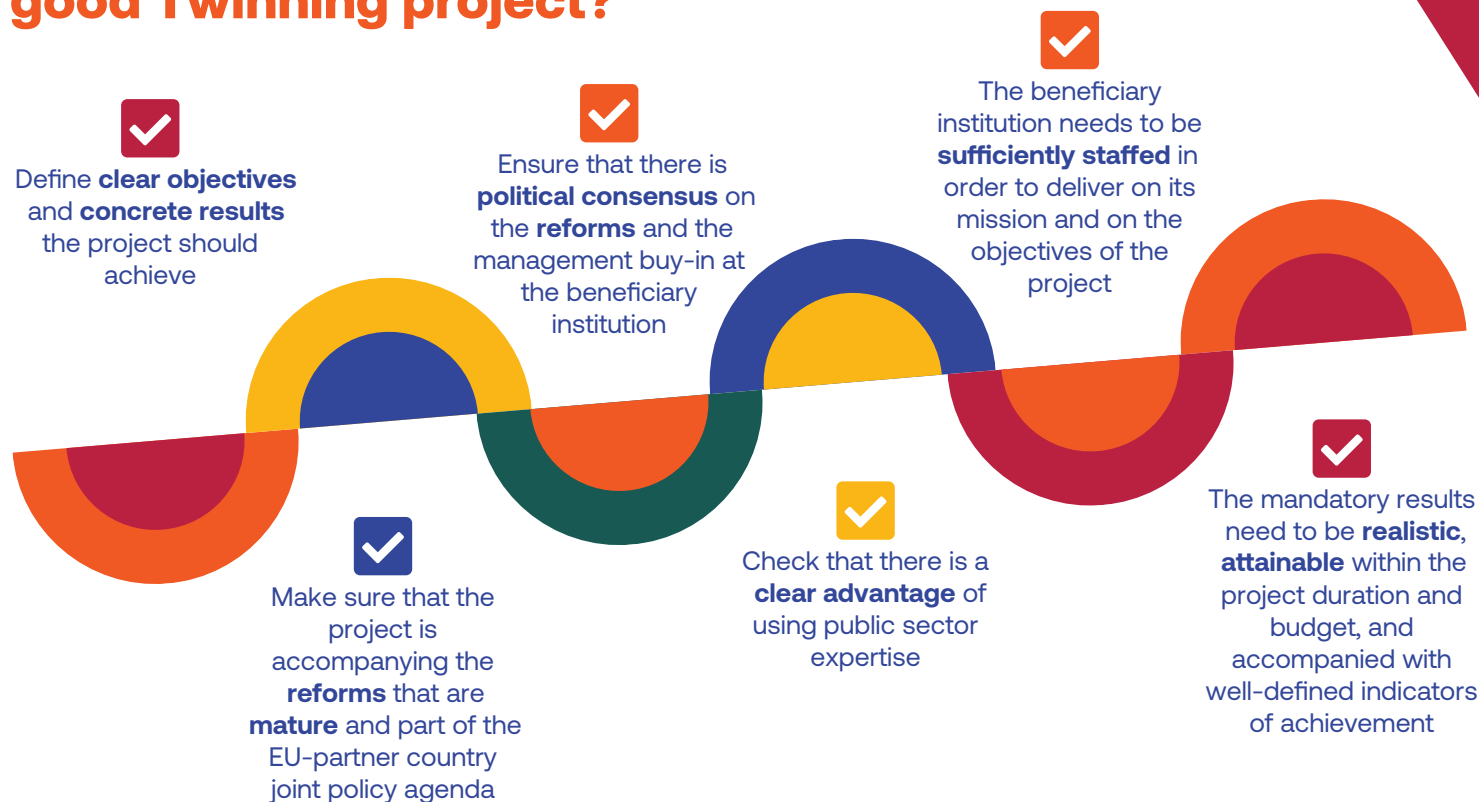 good Twinning project?
Define clear objectives
and concrete results
the project should
achieve
Make sure that the
project is
accompanying the
reforms that are
mature and part of the
EU-partner country
joint policy agenda
Ensure that there is
political consensus on
the reforms and the
management buy-in at
the beneficiary
institution
Check that there is a
clear advantage of
using public sector
expertise
The beneficiary
institution needs to be
sufficiently staffed in
order to deliver on its
mission and on the
objectives of the
project
The mandatory results
need to be realistic,
attainable within the
project duration and
budget, and
accompanied with
well-defined indicators
of achievement